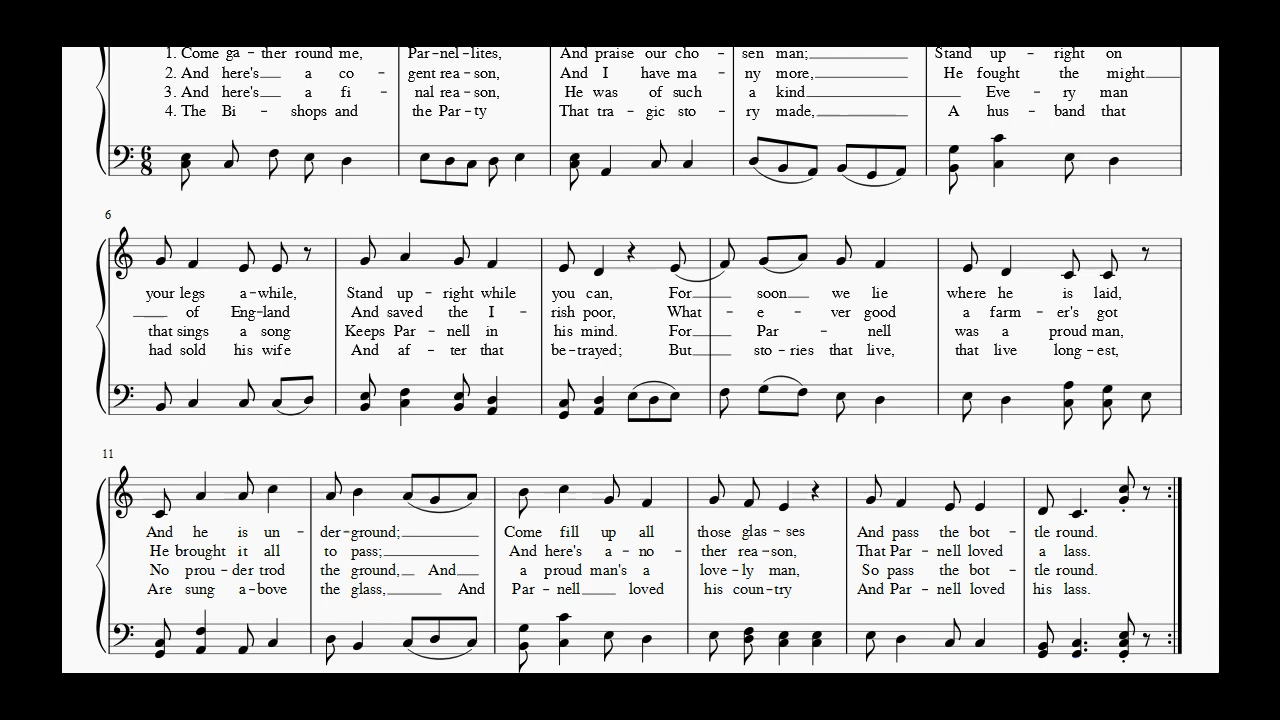 1. Come ga – ther round me, Par – nel – lites, And praise our cho – sen man; Stand up – right on
2. And here's a co – gent rea – son, And I have ma – ny more, He fought the might
3. And here's a fi – nal rea – son, He was of such a kind Eve – ry man
4. The Bi – shops and the Par – ty That tra – gic sto – ry made, A hus – band that
6 8
6
your legs a – while, Stand up – right while you can, For soon we lie where he is laid,
of Eng – land And saved the I – rish poor, What – e – ver good a farm – er's got
that sings a song Keeps Par – nell in his mind. For Par – nell was a proud man,
had sold his wife And af – ter that be – trayed; But sto – ries that live, that live long – est,
11
And he is un – der – ground; Come fill up all those glas – ses And pass the bot – tle round.
He brought it all to pass; And here's a – no – ther rea – son, That Par – nell loved a lass.
No prou – der trod the ground, And a proud man's a love – ly man, So pass the bot – tle round.
Are sung a – bove the glass, And Par – nell loved his coun – try And Par – nell loved his lass.